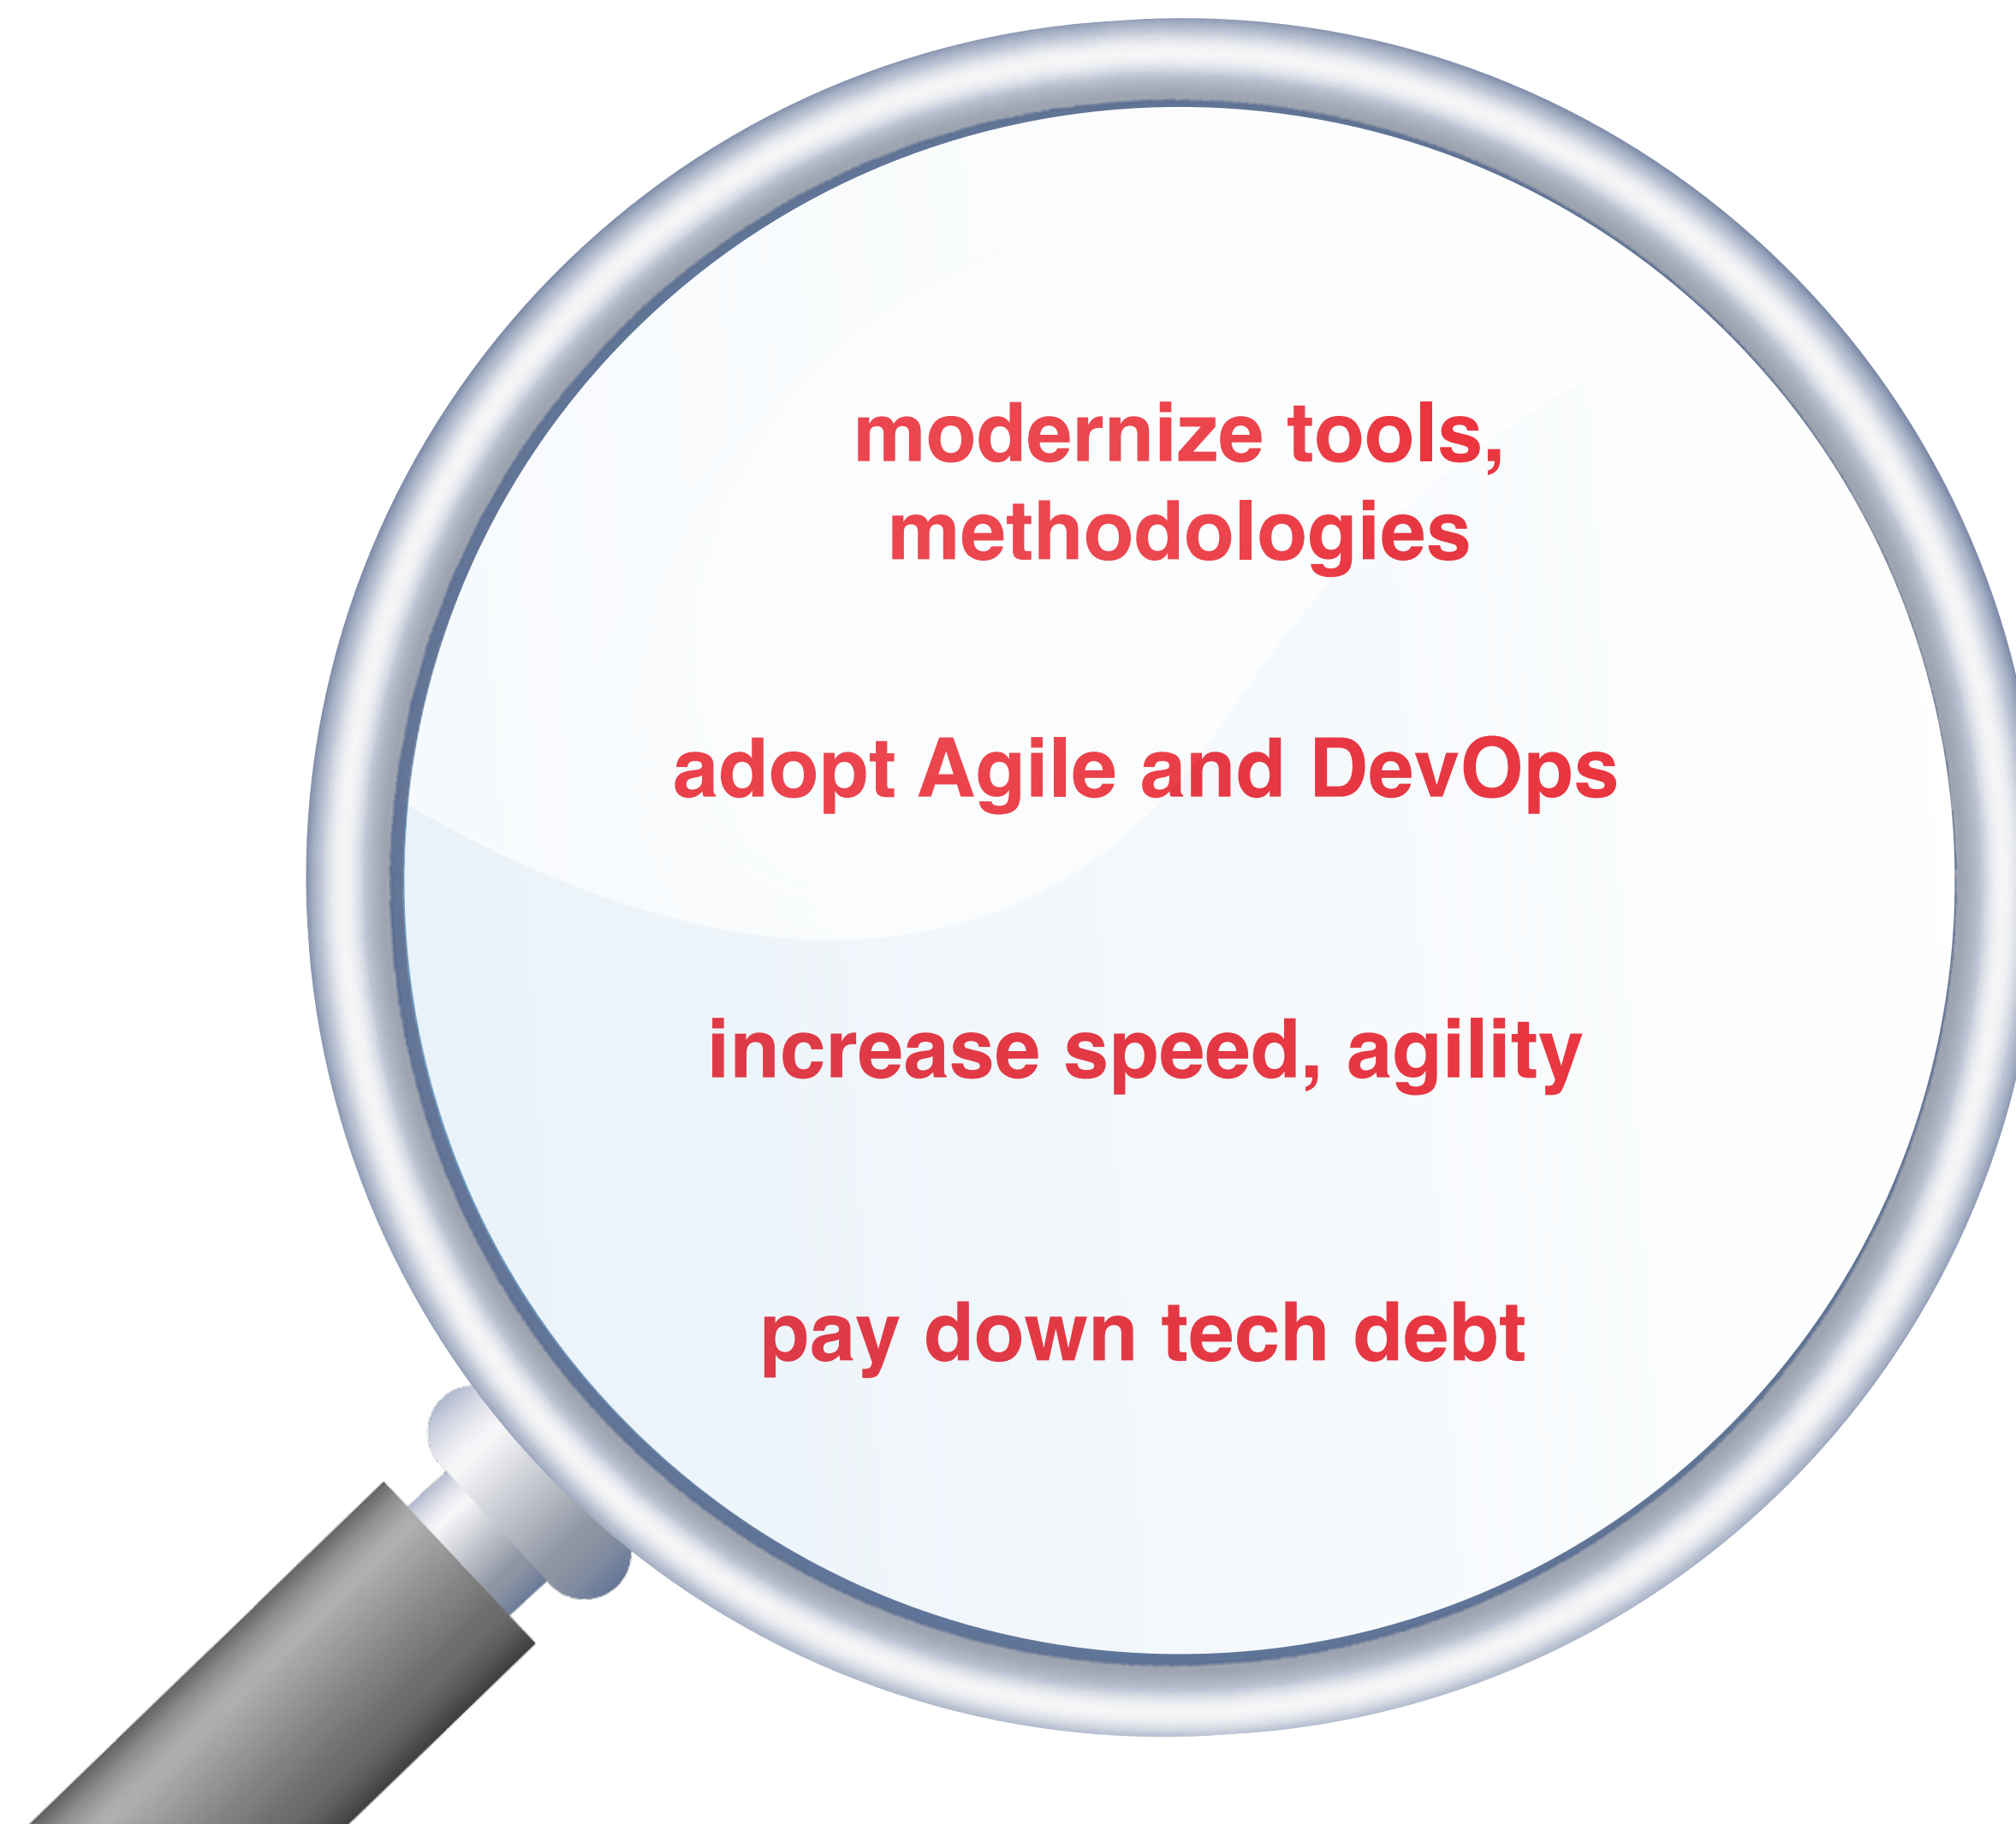 modernize tools,
methodologies
adopt Agile and DevOps
increase speed, agility
pay down tech debt